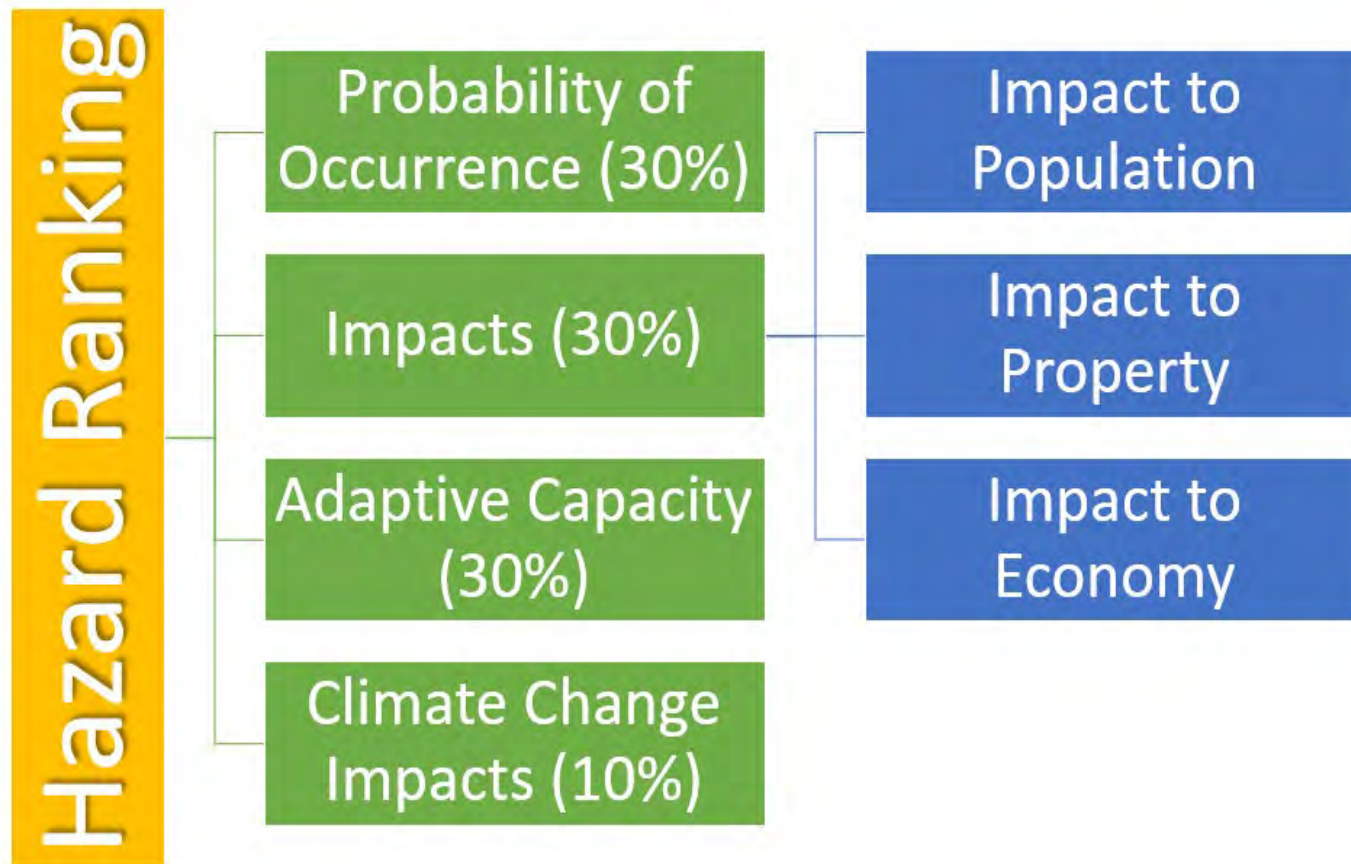 Hazard Ranking
Probability of
Occurrence (30%)
Impacts (30%)
Adaptive Capacity
(30%)
Climate Change
Impacts (10%)
Impact to
Population
Impact to
Property
Impact to
Economy